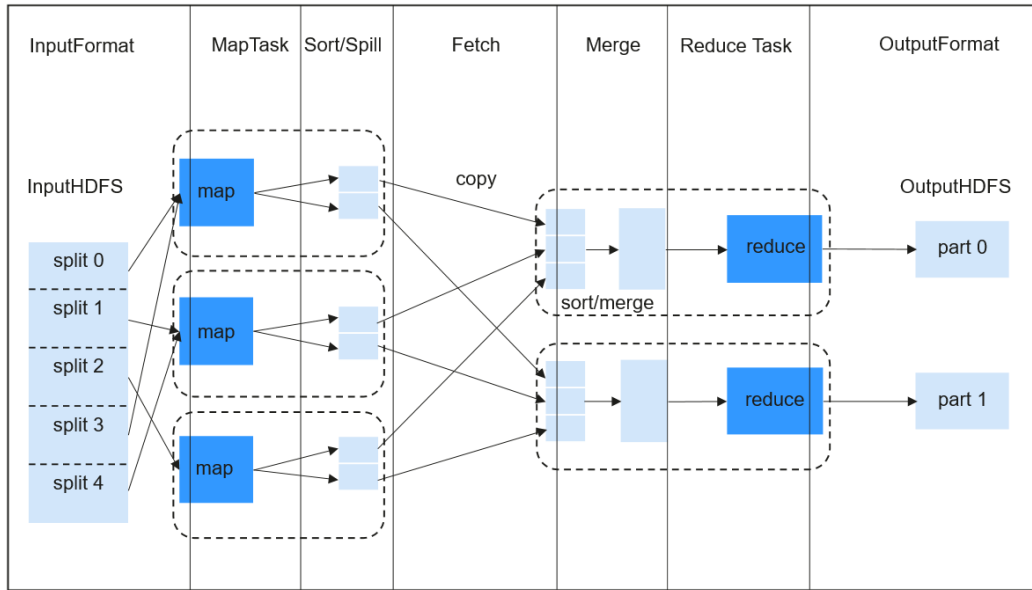 InputFormat MapTask Sort/Spill Fetch Merge Reduce Task OutputFormat
InputHDFS
split 0
split 1
split 2
split 3
split 4
map
map
map
copy
sort/merge
reduce
reduce
OutputHDFS
part 0
part 1